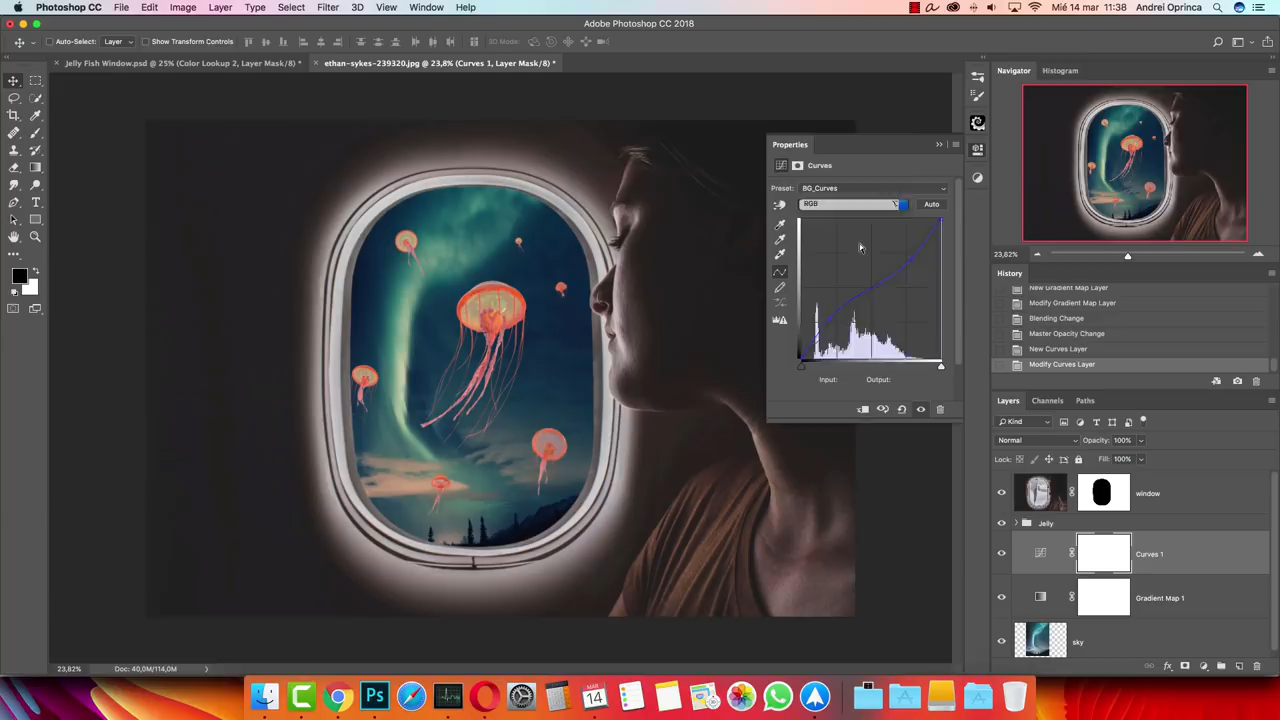 Photoshop CC File Edit Image Layer Type Select Filter 3D View Window Help Mié 14 mar 11:38 Andrei Oprinca
Adobe Photoshop CC 2018
Auto-Select: Layer Show Transform Controls 3D Mode:
Jelly Fish Window.psd @ 25% (Color Lookup 2, Layer Mask/8) * ethan-sykes-239320.jpg @ 23,8% (Curves 1, Layer Mask/8) *
Navigator Histogram
Properties
Curves
Preset: BG_Curves
RGB Auto
Input: Output:
23,82%
History
New Gradient Map Layer
Modify Gradient Map Layer
Blending Change
Master Opacity Change
New Curves Layer
Modify Curves Layer
Layers Channels Paths
Kind
Normal Opacity: 100%
Lock: Fill: 100%
window
Jelly
Curves 1
Gradient Map 1
sky
23,82% Doc: 40,0M/114,0M
MAR
14
Ps